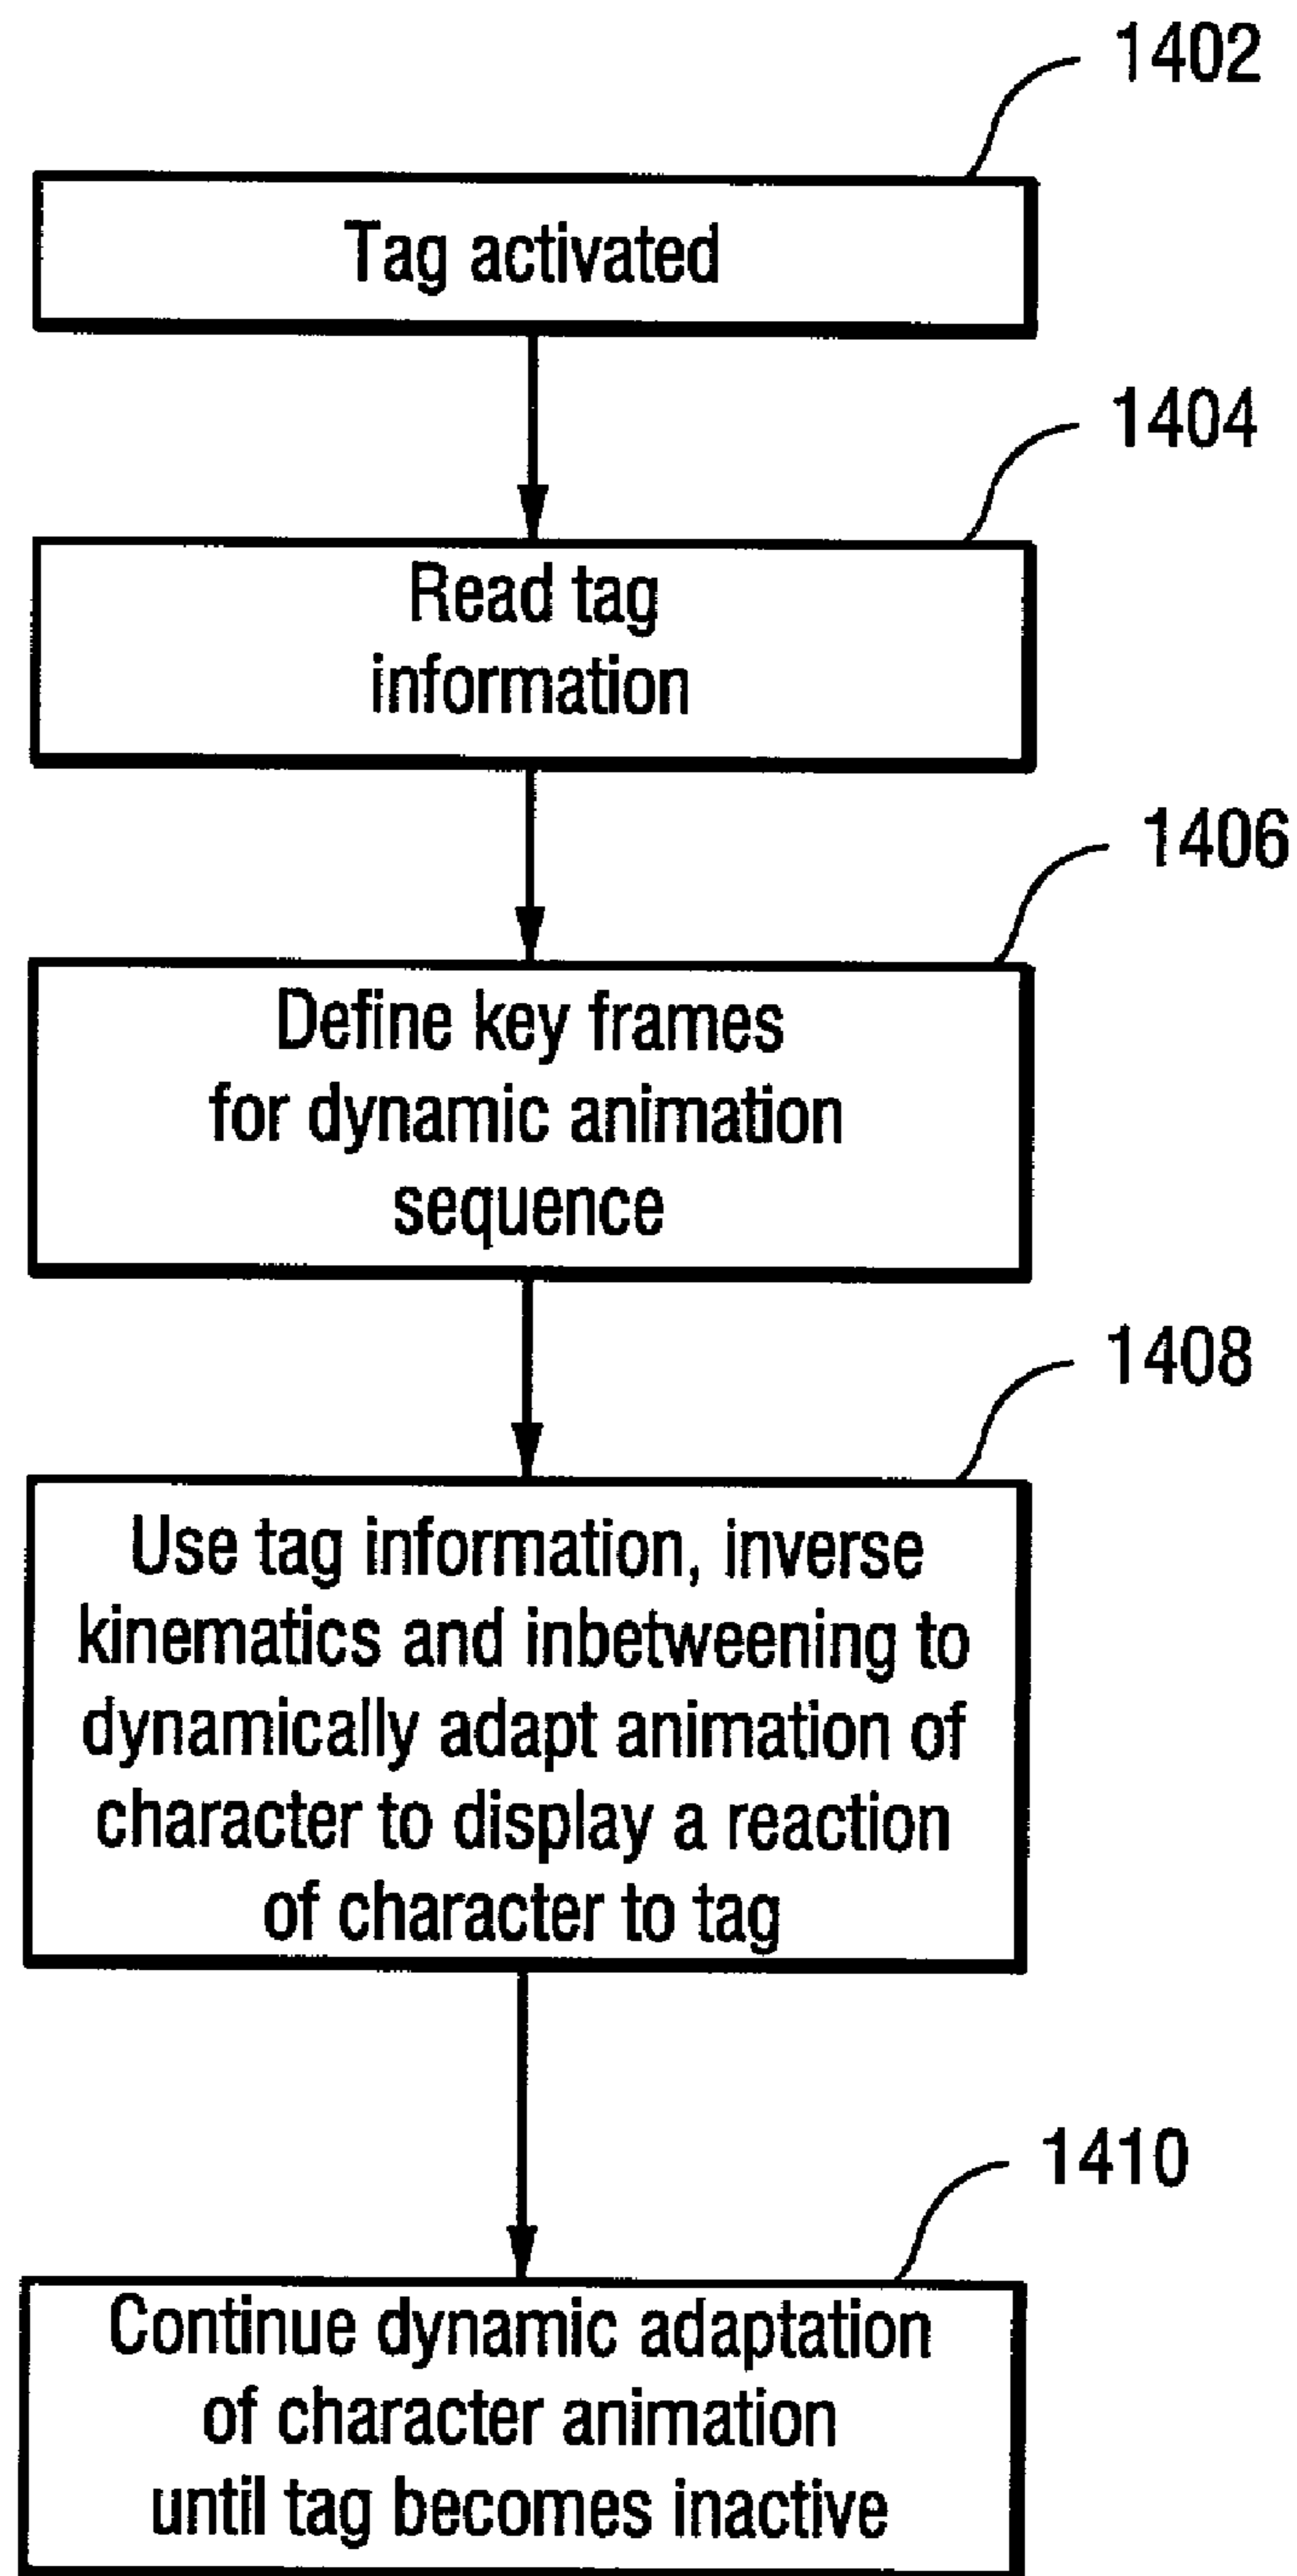 1402
Tag activated
1404
Read tag
information
1406
Define key frames
for dynamic animation
sequence
1408
Use tag information, inverse
kinematics and inbetweening to
dynamically adapt animation of
character to display a reaction
of character to tag
1410
Continue dynamic adaptation
of character animation
until tag becomes inactive